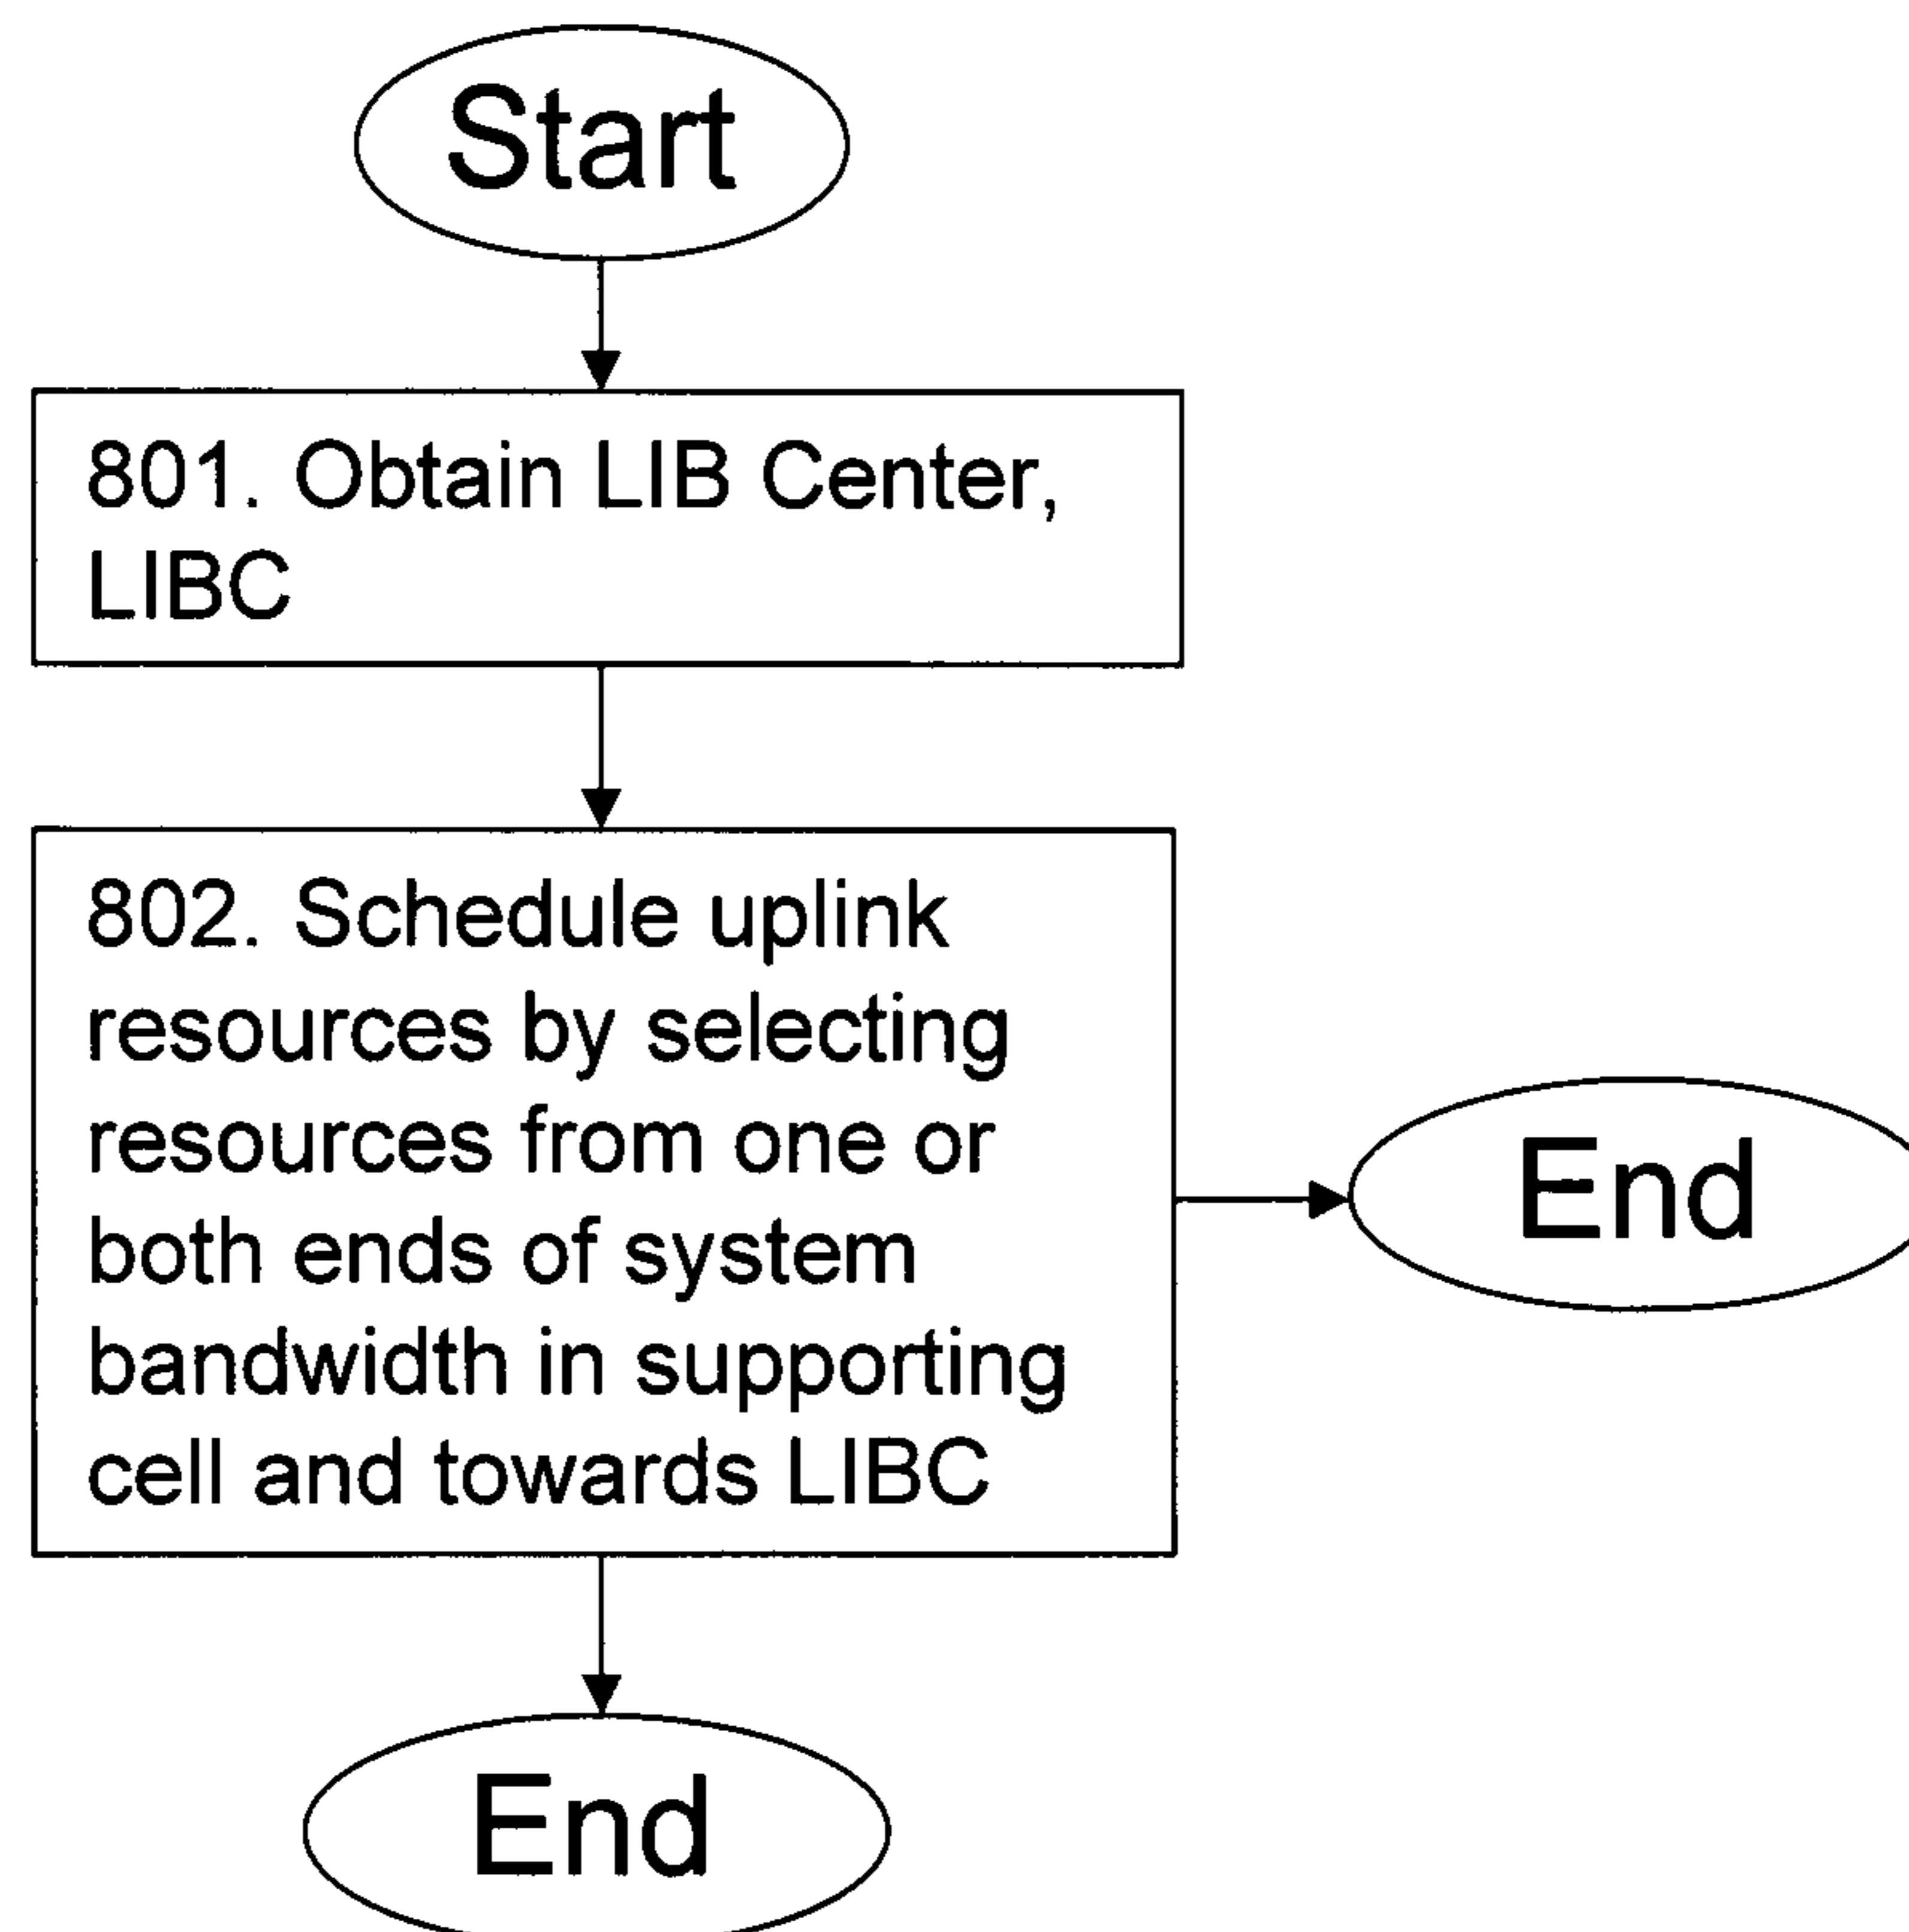 Start
801. Obtain LIB Center,
LIBC
802. Schedule uplink
resources by selecting
resources from one or
both ends of system
bandwidth in supporting
cell and towards LIBC
End
End